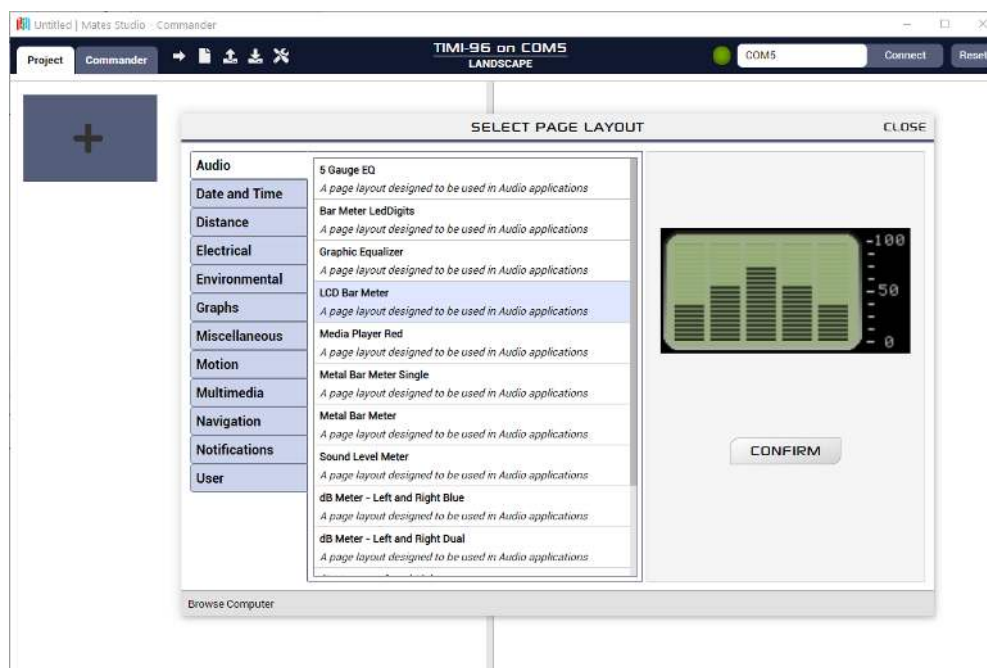 Untitled | Mates Studio - Commander
Project
Commander
TIMI-96 on COM5
LANDSCAPE
COM5
Connect
Reset
+
SELECT PAGE LAYOUT
CLOSE
Audio
Date and Time
Distance
Electrical
Environmental
Graphs
Miscellaneous
Motion
Multimedia
Navigation
Notifications
User
5 Gauge EQ
A page layout designed to be used in Audio applications
Bar Meter LedDigits
A page layout designed to be used in Audio applications
Graphic Equalizer
A page layout designed to be used in Audio applications
LCD Bar Meter
A page layout designed to be used in Audio applications
Media Player Red
A page layout designed to be used in Audio applications
Metal Bar Meter Single
A page layout designed to be used in Audio applications
Metal Bar Meter
A page layout designed to be used in Audio applications
Sound Level Meter
A page layout designed to be used in Audio applications
dB Meter - Left and Right Blue
A page layout designed to be used in Audio applications
dB Meter - Left and Right Dual
A page layout designed to be used in Audio applications
100
50
0
CONFIRM
Browse Computer